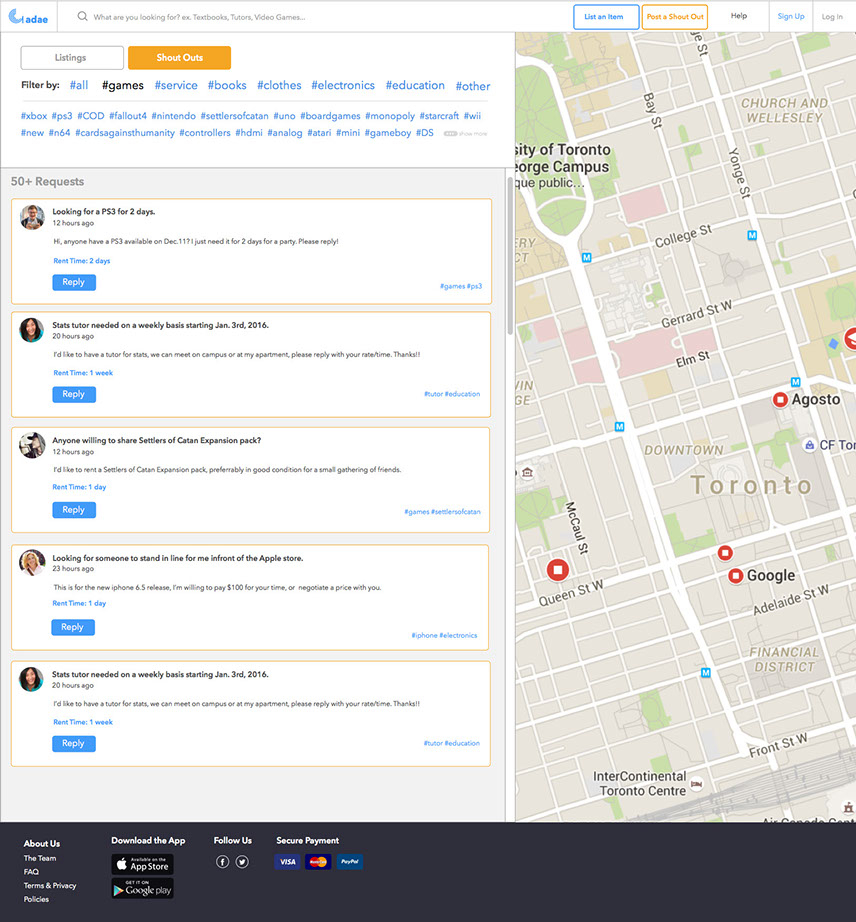 adae
What are you looking for? ex. Textbooks, Tutors, Video Games...
List an Item
Post a Shout Out
Help
Sign Up
Log In
Listings
Shout Outs
Filter by: #all #games #service #books #clothes #electronics #education #other
#xbox #ps3 #COD #fallout4 #nintendo #settlersofcatan #uno #boardgames #monopoly #starcraft #wii
#new #n64 #cardsagainsthumanity #controllers #hdmi #analog #atari #mini #gameboy #DS show more
50+ Requests
Looking for a PS3 for 2 days.
12 hours ago
Hi, anyone have a PS3 available on Dec.11? I just need it for 2 days for a party. Please reply!
Rent Time: 2 days
Reply
#games #ps3
Stats tutor needed on a weekly basis starting Jan. 3rd, 2016.
20 hours ago
I'd like to have a tutor for stats, we can meet on campus or at my apartment, please reply with your rate/time. Thanks!!
Rent Time: 1 week
Reply
#tutor #education
Anyone willing to share Settlers of Catan Expansion pack?
12 hours ago
I'd like to rent a Settlers of Catan Expansion pack, preferrably in good condition for a small gathering of friends.
Rent Time: 1 day
Reply
#games #settlersofcatan
Looking for someone to stand in line for me infront of the Apple store.
23 hours ago
This is for the new iphone 6.5 release, I'm willing to pay $100 for your time, or negotiate a price with you.
Rent Time: 1 day
Reply
#iphone #electronics
Stats tutor needed on a weekly basis starting Jan. 3rd, 2016.
20 hours ago
I'd like to have a tutor for stats, we can meet on campus or at my apartment, please reply with your rate/time. Thanks!!
Rent Time: 1 week
Reply
#tutor #education
St
Bay St
CHURCH AND
WELLESLEY
sity of Toronto
eorge Campus
que public...
Yonge St
College St
ERY
CT
M
M
Gerrard St W
Elm St
WIN
GE
M
Agosto
M
CF Tor
DOWNTOWN
Toronto
McCaul St
Google
Queen St W
Adelaide St W
FINANCIAL
DISTRICT
M
Front St W
InterContinental
Toronto Centre
Air Canada Centre
About Us
The Team
FAQ
Terms & Privacy
Policies
Download the App
Available on the
App Store
GET IT ON
Google play
Follow Us
f
Secure Payment
VISA
MasterCard
PayPal